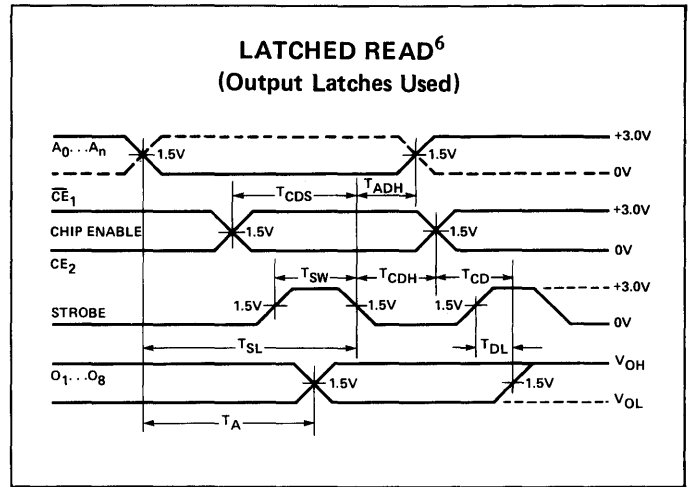 LATCHED READ6
(Output Latches Used)
A0...An
1.5V
1.5V
+3.0V
0V
TCDS
TADH
CE1
CHIP ENABLE
CE2
1.5V
1.5V
+3.0V
0V
TSW
TCDH
TCD
STROBE
1.5V
1.5V
1.5V
+3.0V
0V
TSL
TDL
O1...O8
1.5V
1.5V
VOH
VOL
TA